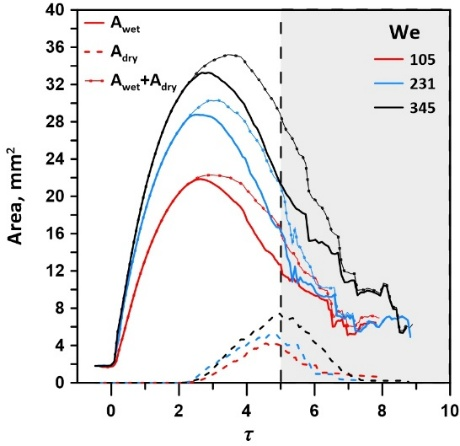 40
36
32
28
24
20
16
12
8
4
0
Area, mm²
A_wet
A_dry
A_wet+A_dry
We
105
231
345
0 2 4 6 8 10
τ